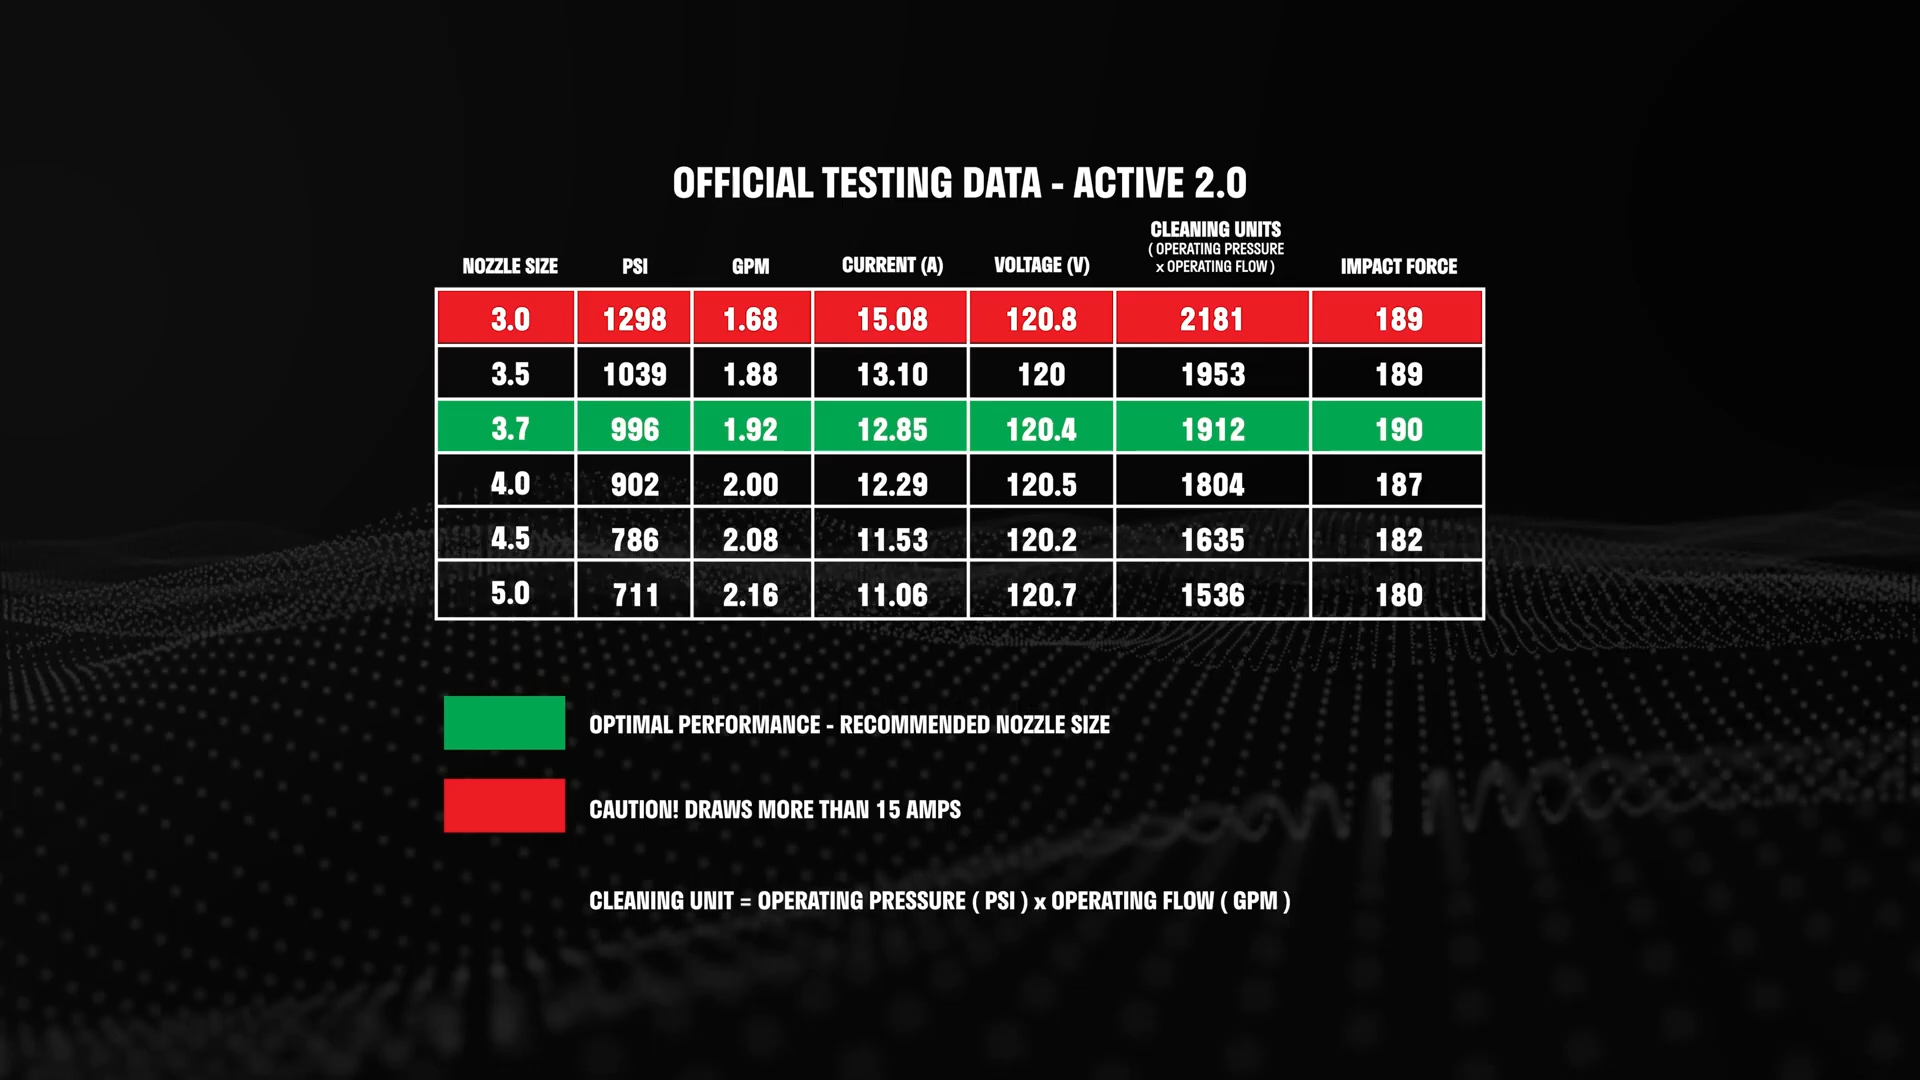 OFFICIAL TESTING DATA - ACTIVE 2.0
NOZZLE SIZE PSI GPM CURRENT (A) VOLTAGE (V) CLEANING UNITS ( OPERATING PRESSURE x OPERATING FLOW ) IMPACT FORCE
3.0 1298 1.68 15.08 120.8 2181 189
3.5 1039 1.88 13.10 120 1953 189
3.7 996 1.92 12.85 120.4 1912 190
4.0 902 2.00 12.29 120.5 1804 187
4.5 786 2.08 11.53 120.2 1635 182
5.0 711 2.16 11.06 120.7 1536 180
OPTIMAL PERFORMANCE - RECOMMENDED NOZZLE SIZE
CAUTION! DRAWS MORE THAN 15 AMPS
CLEANING UNIT = OPERATING PRESSURE ( PSI ) x OPERATING FLOW ( GPM )